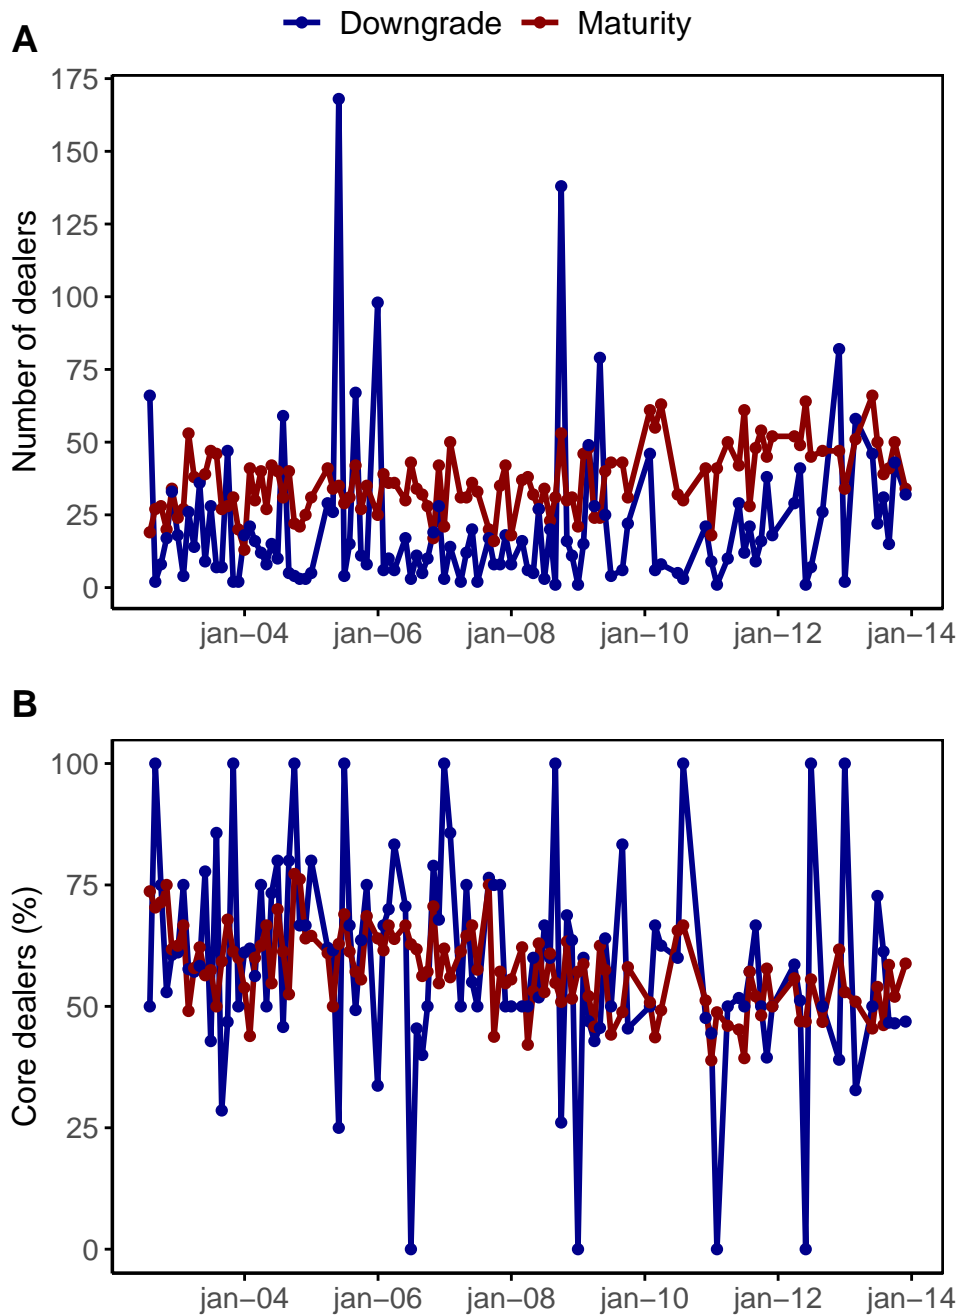 Downgrade Maturity
A
Number of dealers
175
150
125
100
75
50
25
0
jan–04 jan–06 jan–08 jan–10 jan–12 jan–14
B
Core dealers (%)
100
75
50
25
0
jan–04 jan–06 jan–08 jan–10 jan–12 jan–14